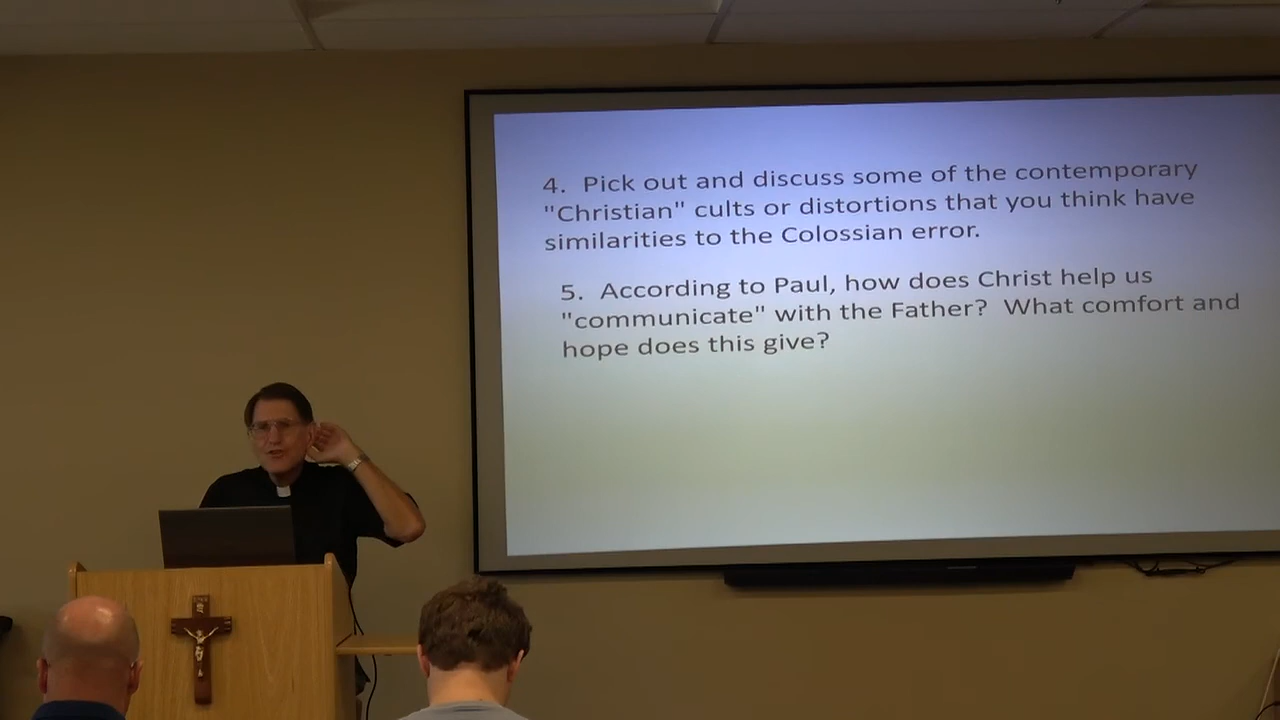 4. Pick out and discuss some of the contemporary
"Christian" cults or distortions that you think have
similarities to the Colossian error.
5. According to Paul, how does Christ help us
"communicate" with the Father? What comfort and
hope does this give?